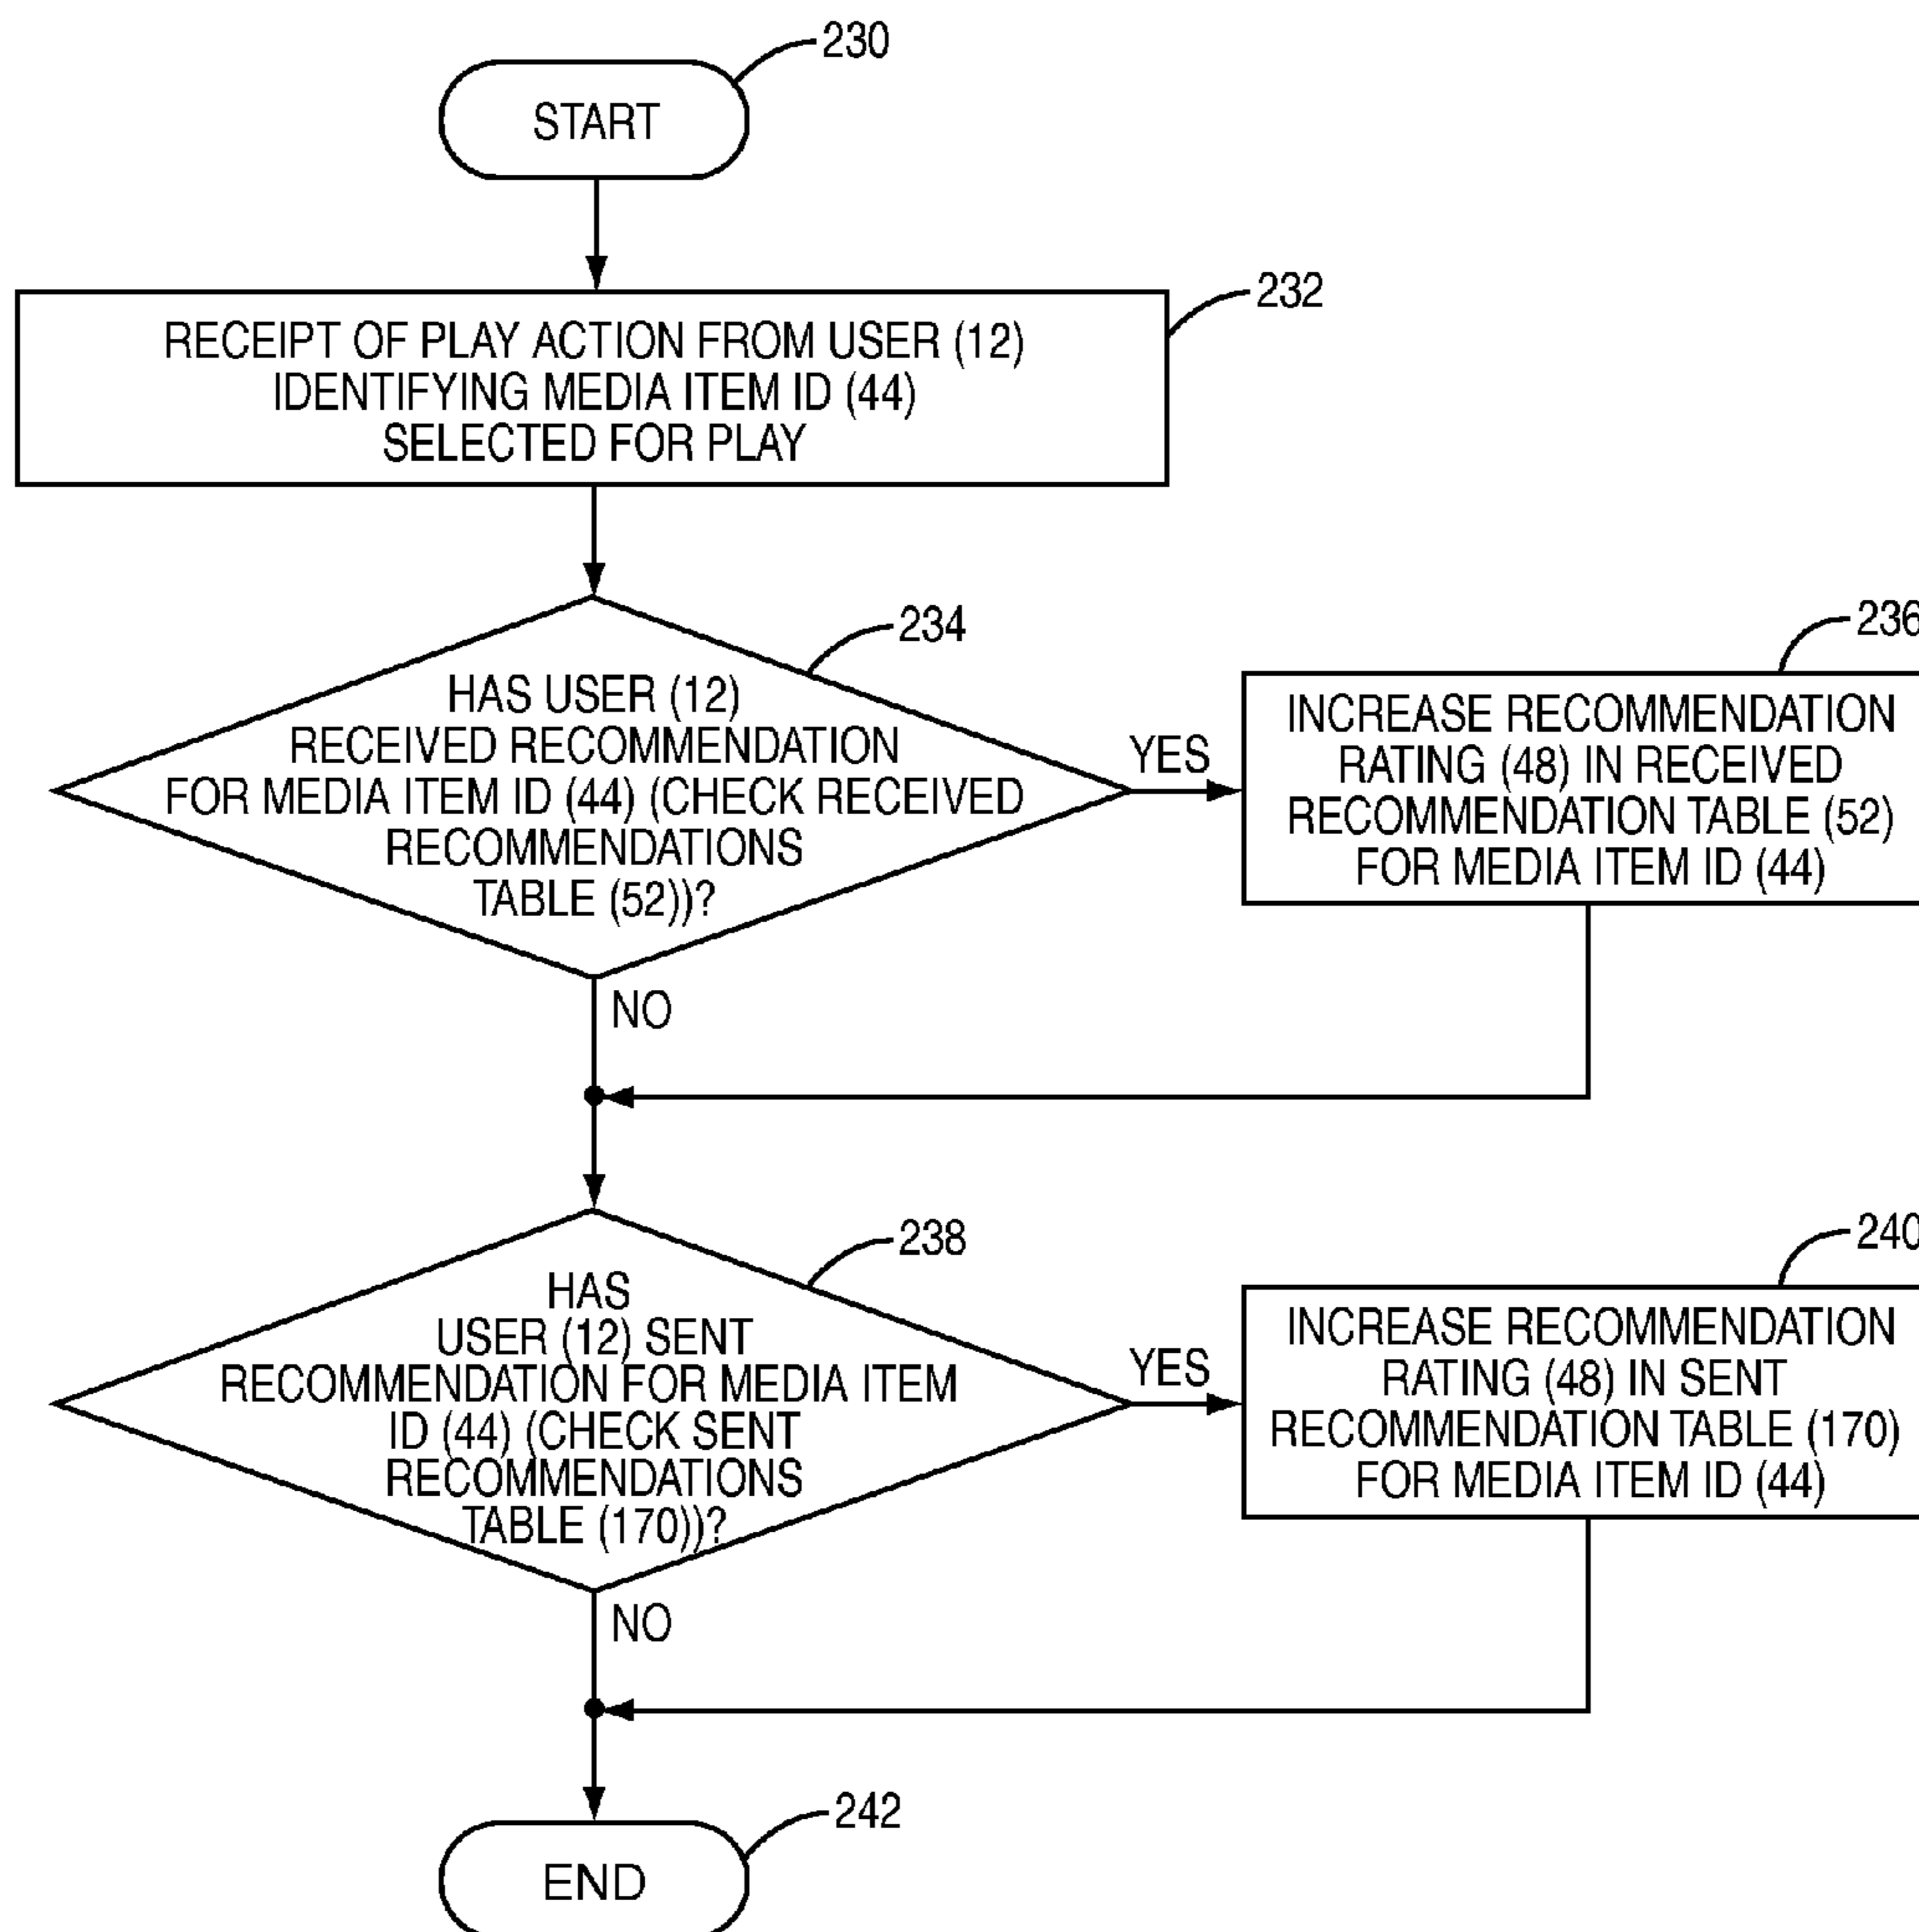 230
START
232
RECEIPT OF PLAY ACTION FROM USER (12)
IDENTIFYING MEDIA ITEM ID (44)
SELECTED FOR PLAY
234
HAS USER (12)
RECEIVED RECOMMENDATION
FOR MEDIA ITEM ID (44) (CHECK RECEIVED
RECOMMENDATIONS
TABLE (52))?
YES
236
INCREASE RECOMMENDATION
RATING (48) IN RECEIVED
RECOMMENDATION TABLE (52)
FOR MEDIA ITEM ID (44)
NO
238
HAS
USER (12) SENT
RECOMMENDATION FOR MEDIA ITEM
ID (44) (CHECK SENT
RECOMMENDATIONS
TABLE (170))?
YES
240
INCREASE RECOMMENDATION
RATING (48) IN SENT
RECOMMENDATION TABLE (170)
FOR MEDIA ITEM ID (44)
NO
242
END